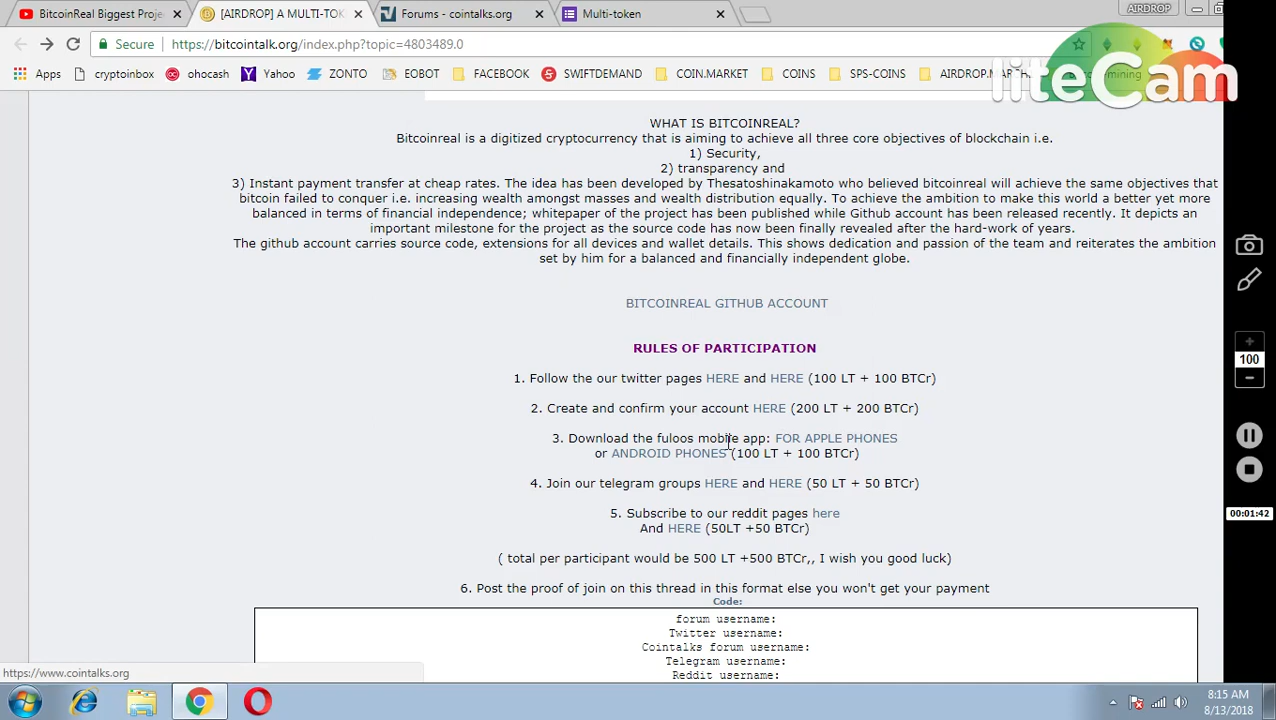 BitcoinReal Biggest Proje
[AIRDROP] A MULTI-TOK
Forums - cointalks.org
Multi-token
AIRDROP
Secure
https://bitcointalk.org/index.php?topic=4803489.0
Apps
cryptoinbox
ohocash
Yahoo
ZONTO
EOBOT
FACEBOOK
SWIFTDEMAND
COIN.MARKET
COINS
SPS-COINS
liteCam
WHAT IS BITCOINREAL?
Bitcoinreal is a digitized cryptocurrency that is aiming to achieve all three core objectives of blockchain i.e.
1) Security,
2) transparency and
3) Instant payment transfer at cheap rates. The idea has been developed by Thesatoshinakamoto who believed bitcoinreal will achieve the same objectives that
bitcoin failed to conquer i.e. increasing wealth amongst masses and wealth distribution equally. To achieve the ambition to make this world a better yet more
balanced in terms of financial independence; whitepaper of the project has been published while Github account has been released recently. It depicts an
important milestone for the project as the source code has now been finally revealed after the hard-work of years.
The github account carries source code, extensions for all devices and wallet details. This shows dedication and passion of the team and reiterates the ambition
set by him for a balanced and financially independent globe.
BITCOINREAL GITHUB ACCOUNT
RULES OF PARTICIPATION
1. Follow the our twitter pages HERE and HERE (100 LT + 100 BTCr)
2. Create and confirm your account HERE (200 LT + 200 BTCr)
3. Download the fuloos mobile app: FOR APPLE PHONES
or ANDROID PHONES (100 LT + 100 BTCr)
4. Join our telegram groups HERE and HERE (50 LT + 50 BTCr)
5. Subscribe to our reddit pages here
And HERE (50LT +50 BTCr)
( total per participant would be 500 LT +500 BTCr,, I wish you good luck)
6. Post the proof of join on this thread in this format else you won't get your payment
Code:
forum username:
Twitter username:
Cointalks forum username:
Telegram username:
Reddit username:
100
00:01:42
https://www.cointalks.org
8:15 AM
8/13/2018